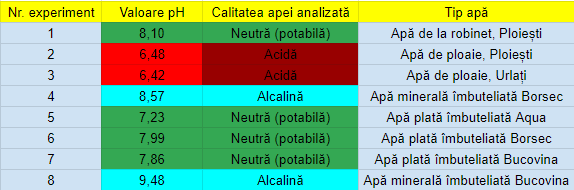 Nr. experiment Valoare pH Calitatea apei analizată Tip apă
1 8,10 Neutră (potabilă) Apă de la robinet, Ploiești
2 6,48 Acidă Apă de ploaie, Ploiești
3 6,42 Acidă Apă de ploaie, Urlați
4 8,57 Alcalină Apă minerală îmbuteliată Borsec
5 7,23 Neutră (potabilă) Apă plată îmbuteliată Aqua
6 7,99 Neutră (potabilă) Apă plată îmbuteliată Borsec
7 7,86 Neutră (potabilă) Apă plată îmbuteliată Bucovina
8 9,48 Alcalină Apă minerală îmbuteliată Bucovina